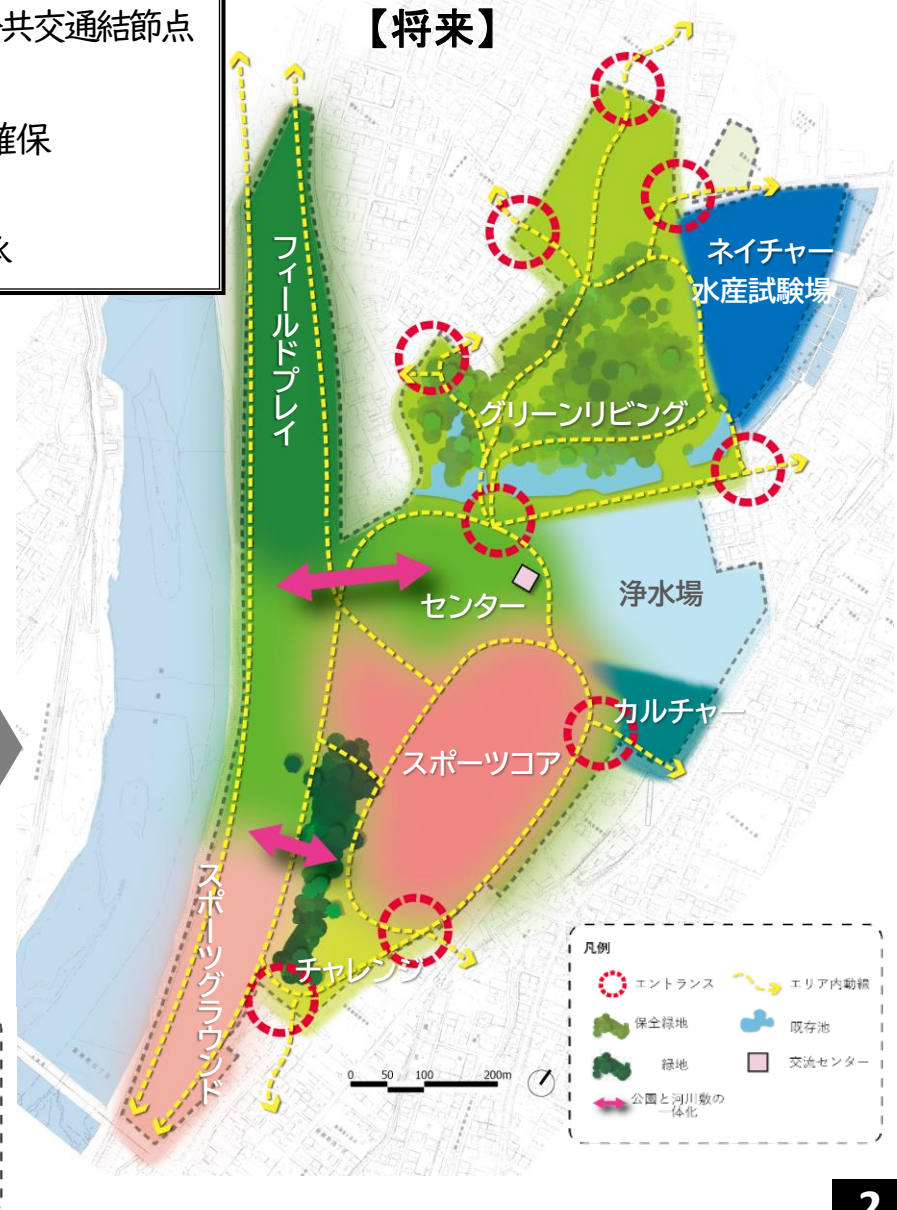 共交通結節点
確保
【将来】
フィールドプレイ
ネイチャー
水産試験場
グリーンリビング
センター
浄水場
カルチャー
スポーツコア
スポーツグラウンド
チャレンジ
0 50 100 200m
凡例
エントランス
エリア内動線
保全緑地
既存池
緑地
交流センター
公園と河川敷の
一体化
2